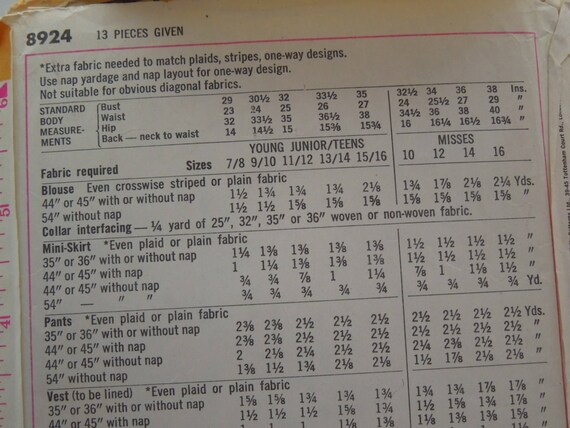 8924 13 PIECES GIVEN
*Extra fabric needed to match plaids, stripes, one-way designs.
Use nap yardage and nap layout for one-way design.
Not suitable for obvious diagonal fabrics.
STANDARD BODY MEASURE- MENTS
Bust 29 30½ 32 33½ 35 32½ 34 36 38 Ins.
Waist 23 24 25 26 27 24 25½ 27 29 "
Hip 32 33½ 35 36½ 38 34½ 36 38 40 "
Back — neck to waist 14 14½ 15 15⅜ 15¾ 16 16¼ 16½ 16¾ "
YOUNG JUNIOR/TEENS MISSES
Fabric required Sizes 7/8 9/10 11/12 13/14 15/16 10 12 14 16
Blouse Even crosswise striped or plain fabric
44" or 45" with or without nap 1½ 1¾ 1¾ 1¾ 2⅛ 1¾ 1⅞ 2⅛ 2¼ Yds.
54" without nap 1½ 1½ 1⅝ 1⅝ 1⅝ 1⅝ 1⅝ 1⅝ 1⅝ "
Collar interfacing — ¼ yard of 25", 32", 35" or 36" woven or non-woven fabric.
Mini-Skirt *Even plaid or plain fabric
35" or 36" with or without nap 1¼ 1⅜ 1⅜ 1⅜ 1⅜ 1½ 1½ 1½ 1½ "
44" or 45" with nap 1 1¼ 1⅜ 1⅜ 1⅜ 1½ 1½ 1½ 1½ "
44" or 45" without nap ¾ ¾ ⅞ 1 1¼ ⅞ 1 1⅛ 1½ "
54" — " " ¾ ¾ ¾ ¾ ¾ ¾ ¾ ¾ ¾ Yd.
Pants *Even plaid or plain fabric
35" or 36" with or without nap 2⅜ 2⅜ 2½ 2½ 2½ 2½ 2½ 2½ 2½ Yds.
44" or 45" with nap 2⅜ 2⅜ 2½ 2½ 2½ 2½ 2½ 2½ 2½ "
44" or 45" without nap 2 2⅛ 2¼ 2½ 2½ 2¼ 2½ 2½ 2½ "
54" without nap 1⅜ 1½ 1¾ 2⅛ 2⅛ 1½ 1⅞ 2⅛ 2⅛ "
Vest (to be lined) *Even plaid or plain fabric
35" or 36" with or without nap 1⅝ 1⅝ 1¾ 1¾ 1¾ 1¾ 1¾ 1⅞ 1⅞ "
44" or 45" with nap 1½ 1½ 1½ 1⅝ 1¾ 1¾ 1¾ 1⅞ 1⅞ "